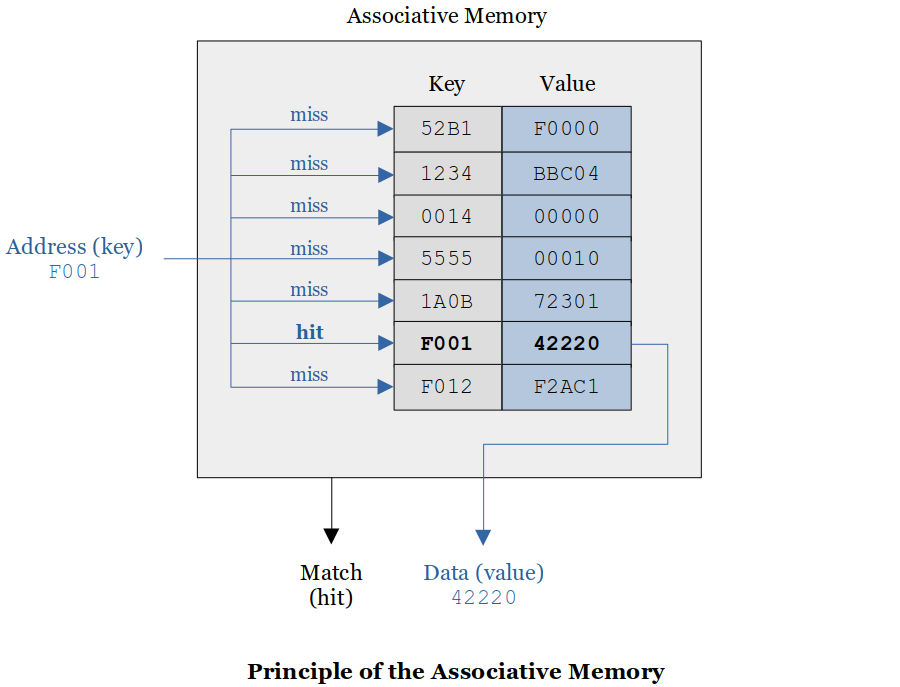 Associative Memory
Key Value
miss 52B1 F0000
miss 1234 BBC04
miss 0014 00000
Address (key)
F001
miss 5555 00010
miss 1A0B 72301
hit F001 42220
miss F012 F2AC1
Match
(hit)
Data (value)
42220
Principle of the Associative Memory